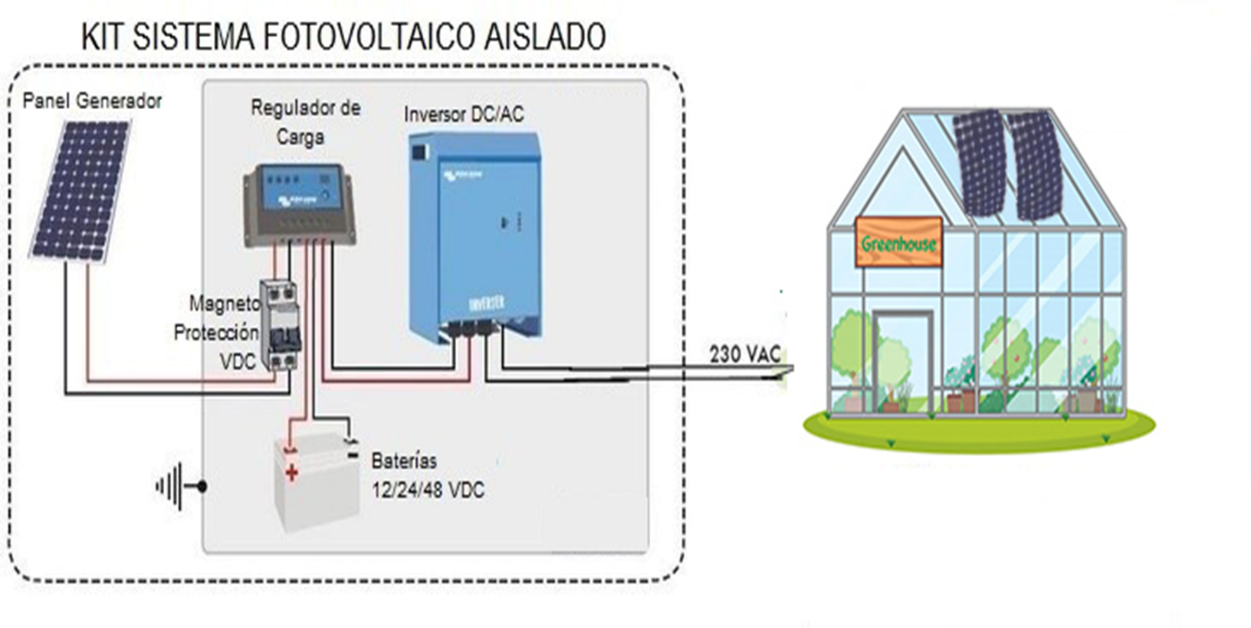 KIT SISTEMA FOTOVOLTAICO AISLADO
Panel Generador
Regulador de
Carga
Inversor DC/AC
INVERTER
Magneto
Protección
VDC
230 VAC
Baterías
12/24/48 VDC
+
-
Greenhouse